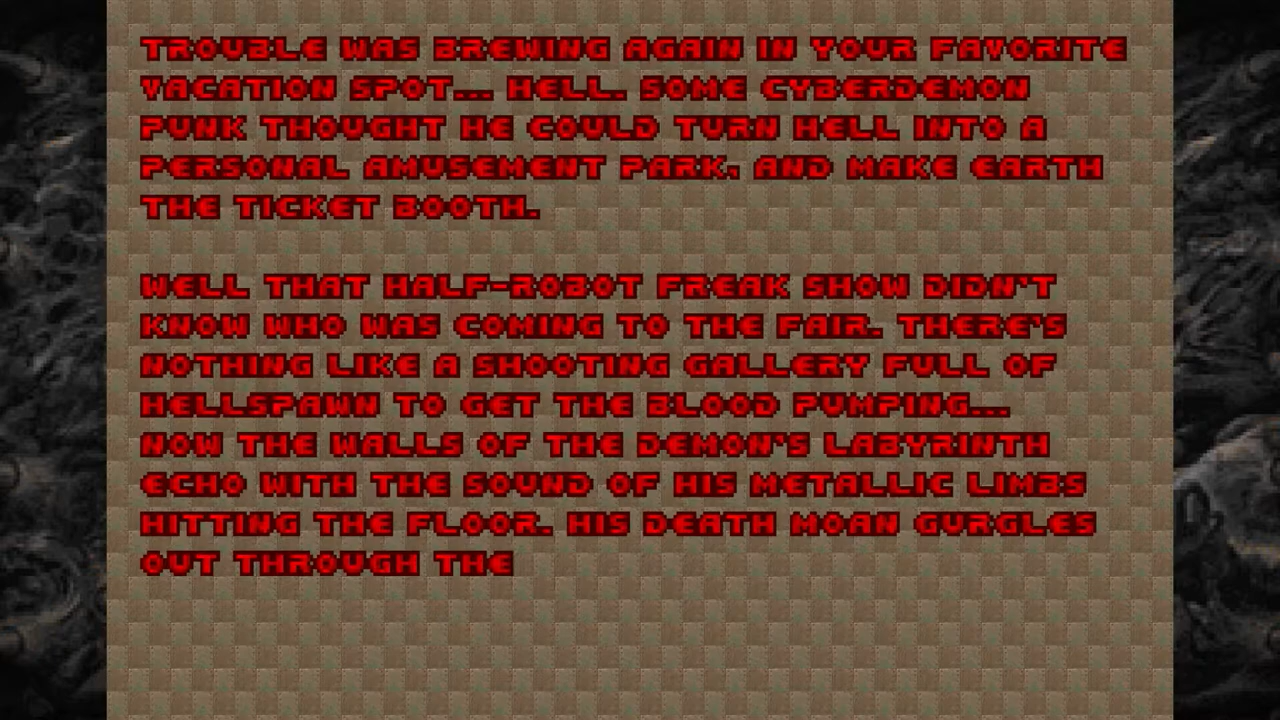 TROUBLE WAS BREWING AGAIN IN YOUR FAVORITE
VACATION SPOT... HELL. SOME CYBERDEMON
PUNK THOUGHT HE COULD TURN HELL INTO A
PERSONAL AMUSEMENT PARK, AND MAKE EARTH
THE TICKET BOOTH.
WELL THAT HALF-ROBOT FREAK SHOW DIDN'T
KNOW WHO WAS COMING TO THE FAIR. THERE'S
NOTHING LIKE A SHOOTING GALLERY FULL OF
HELLSPAWN TO GET THE BLOOD PUMPING...
NOW THE WALLS OF THE DEMON'S LABYRINTH
ECHO WITH THE SOUND OF HIS METALLIC LIMBS
HITTING THE FLOOR. HIS DEATH MOAN GURGLES
OUT THROUGH THE